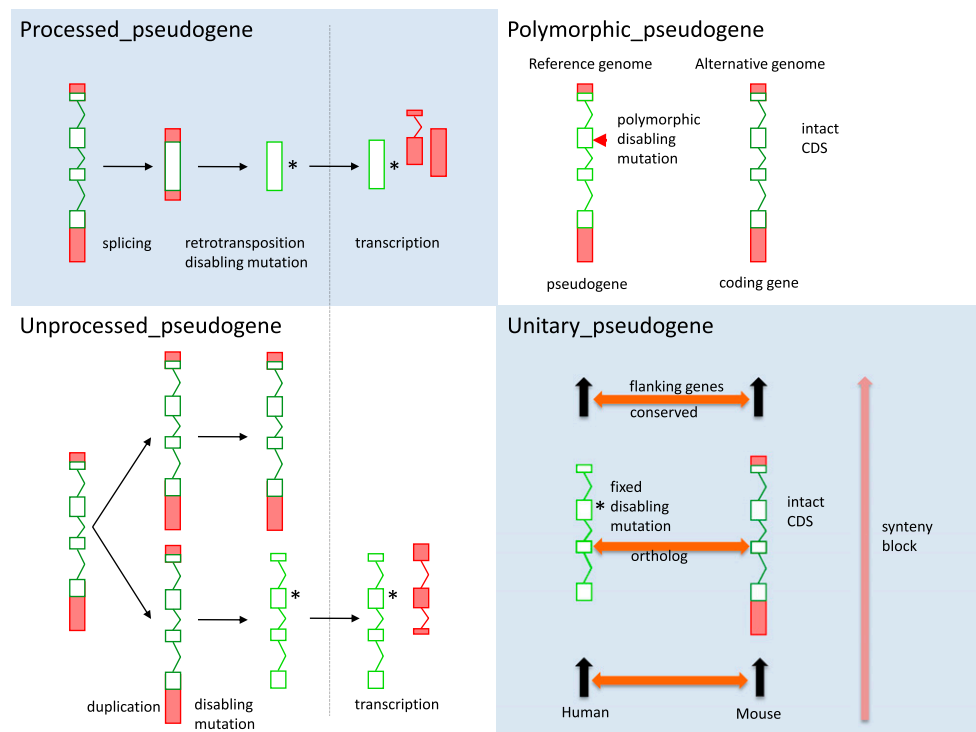 Processed_pseudogene
*
*
splicing
retrotransposition
disabling mutation
transcription
Polymorphic_pseudogene
Reference genome
Alternative genome
polymorphic
disabling
mutation
intact
CDS
pseudogene
coding gene
Unprocessed_pseudogene
*
*
duplication
disabling
mutation
transcription
Unitary_pseudogene
flanking genes
conserved
fixed
* disabling
mutation
intact
CDS
ortholog
synteny
block
Human
Mouse